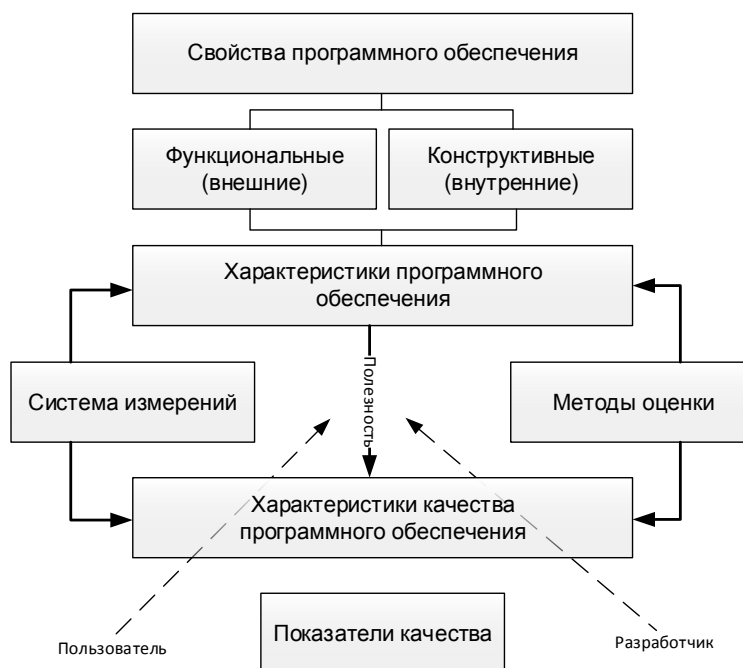 Свойства программного обеспечения
Функциональные
(внешние)
Конструктивные
(внутренние)
Характеристики программного
обеспечения
Система измерений
Полезность
Методы оценки
Характеристики качества
программного обеспечения
Пользователь
Показатели качества
Разработчик